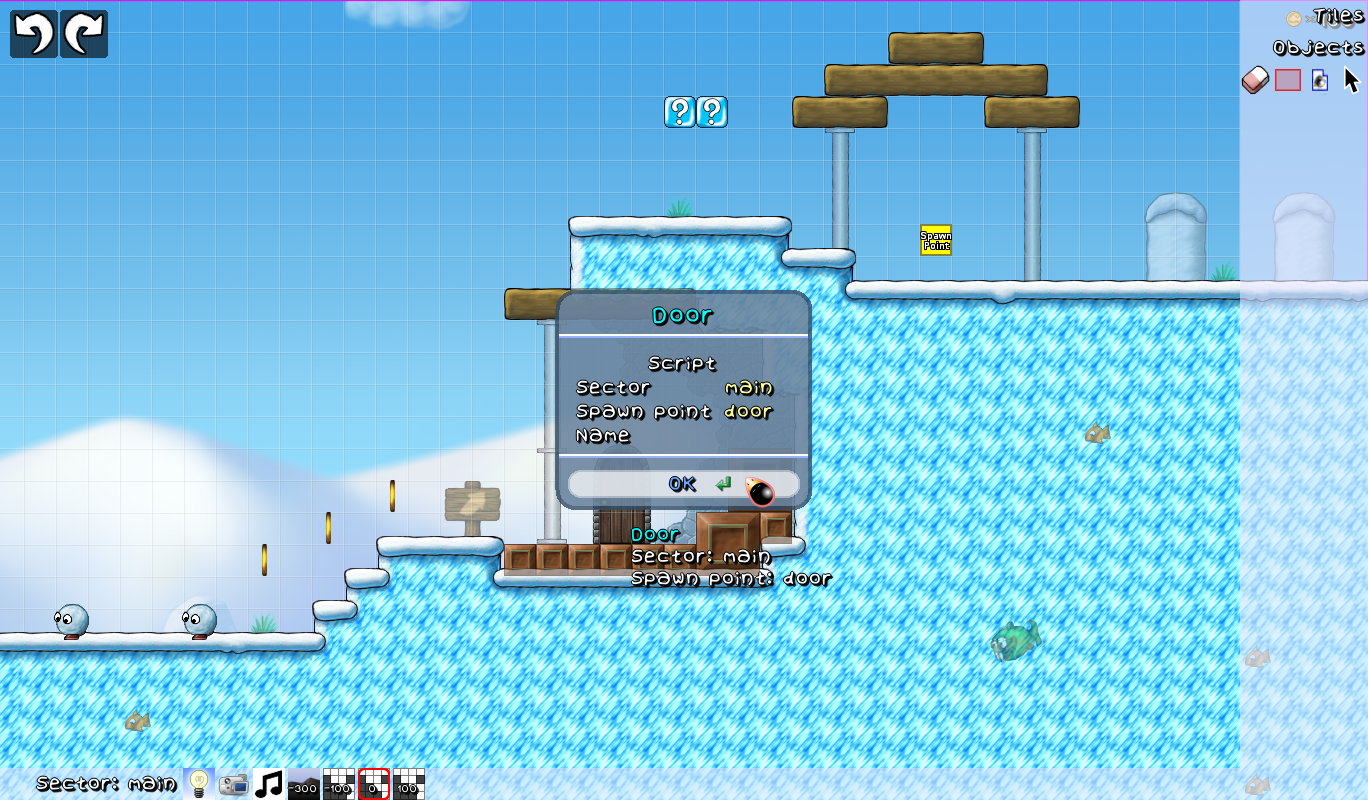 Tiles
Objects
? ?
Spawn
Point
Door
Script
Sector main
Spawn point door
Name
OK
Door
Sector: main
Spawn point: door
Sector: main
-300
-100
0
100